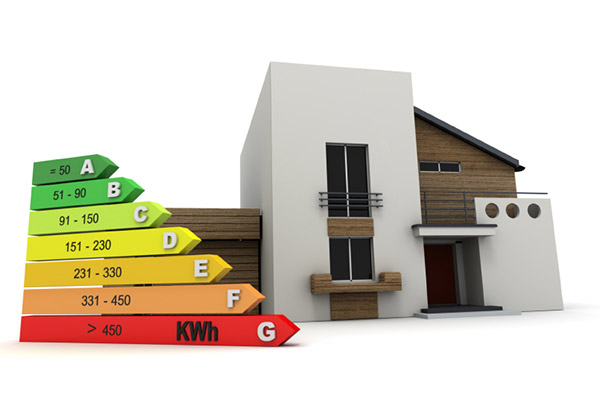 = 50 A
51 - 90 B
91 - 150 C
151 - 230 D
231 - 330 E
331 - 450 F
> 450 KWh G